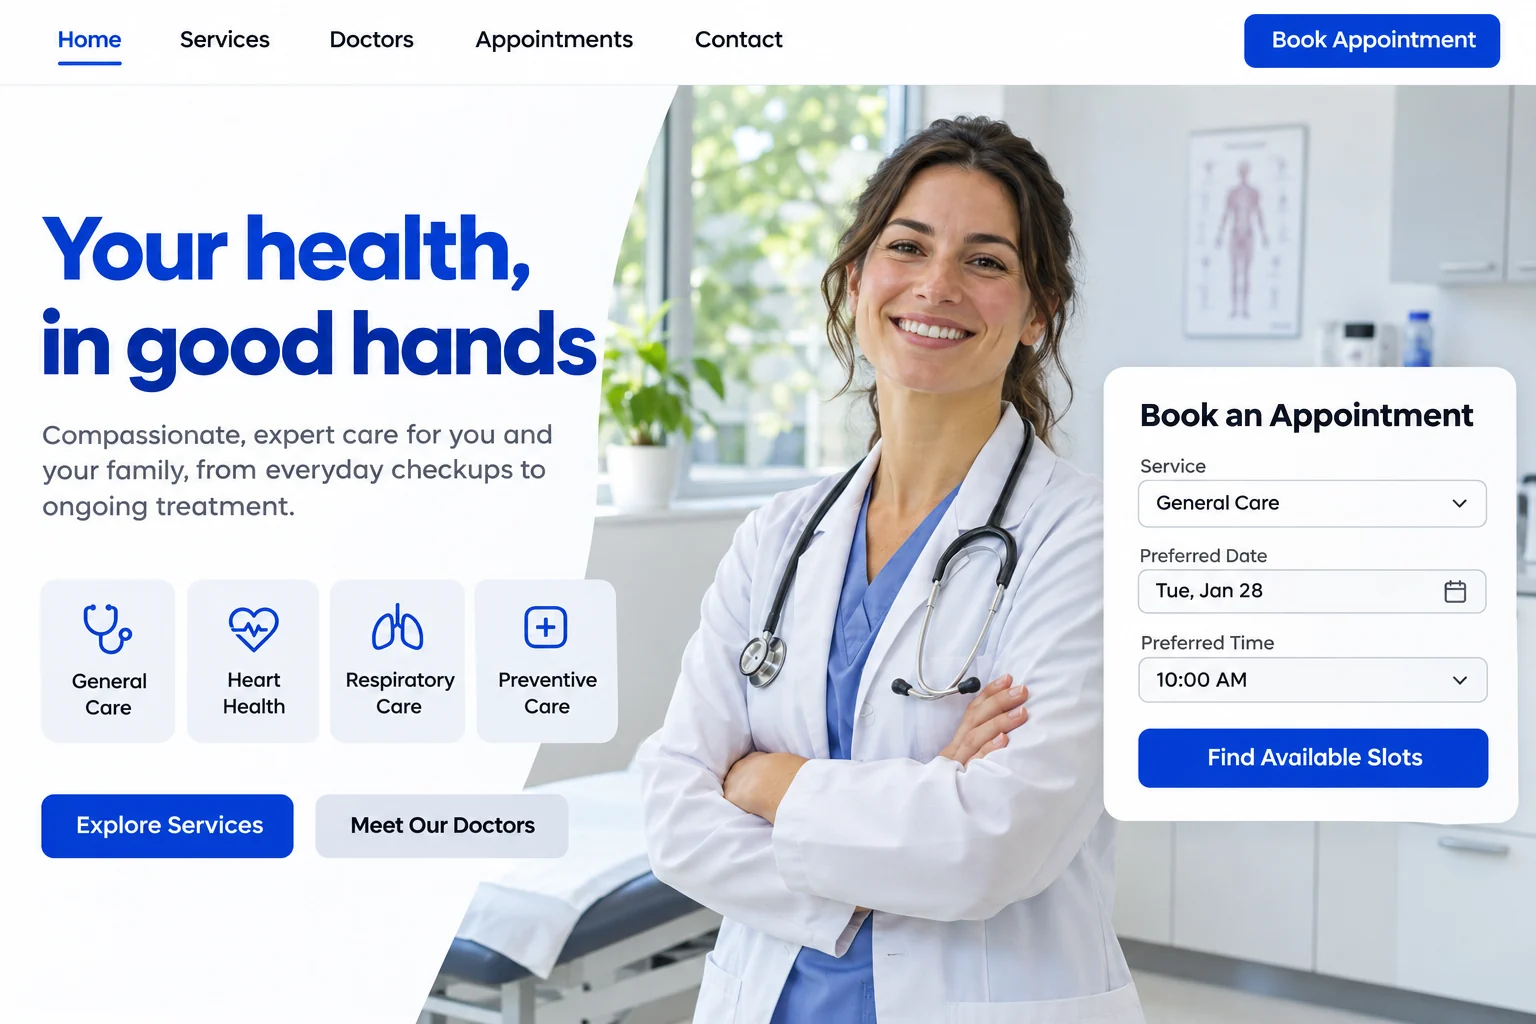 Home
Services
Doctors
Appointments
Contact
Book Appointment
Your health,
in good hands
Compassionate, expert care for you and
your family, from everyday checkups to
ongoing treatment.
General
Care
Heart
Health
Respiratory
Care
Preventive
Care
Explore Services
Meet Our Doctors
Book an Appointment
Service
General Care
Preferred Date
Tue, Jan 28
Preferred Time
10:00 AM
Find Available Slots